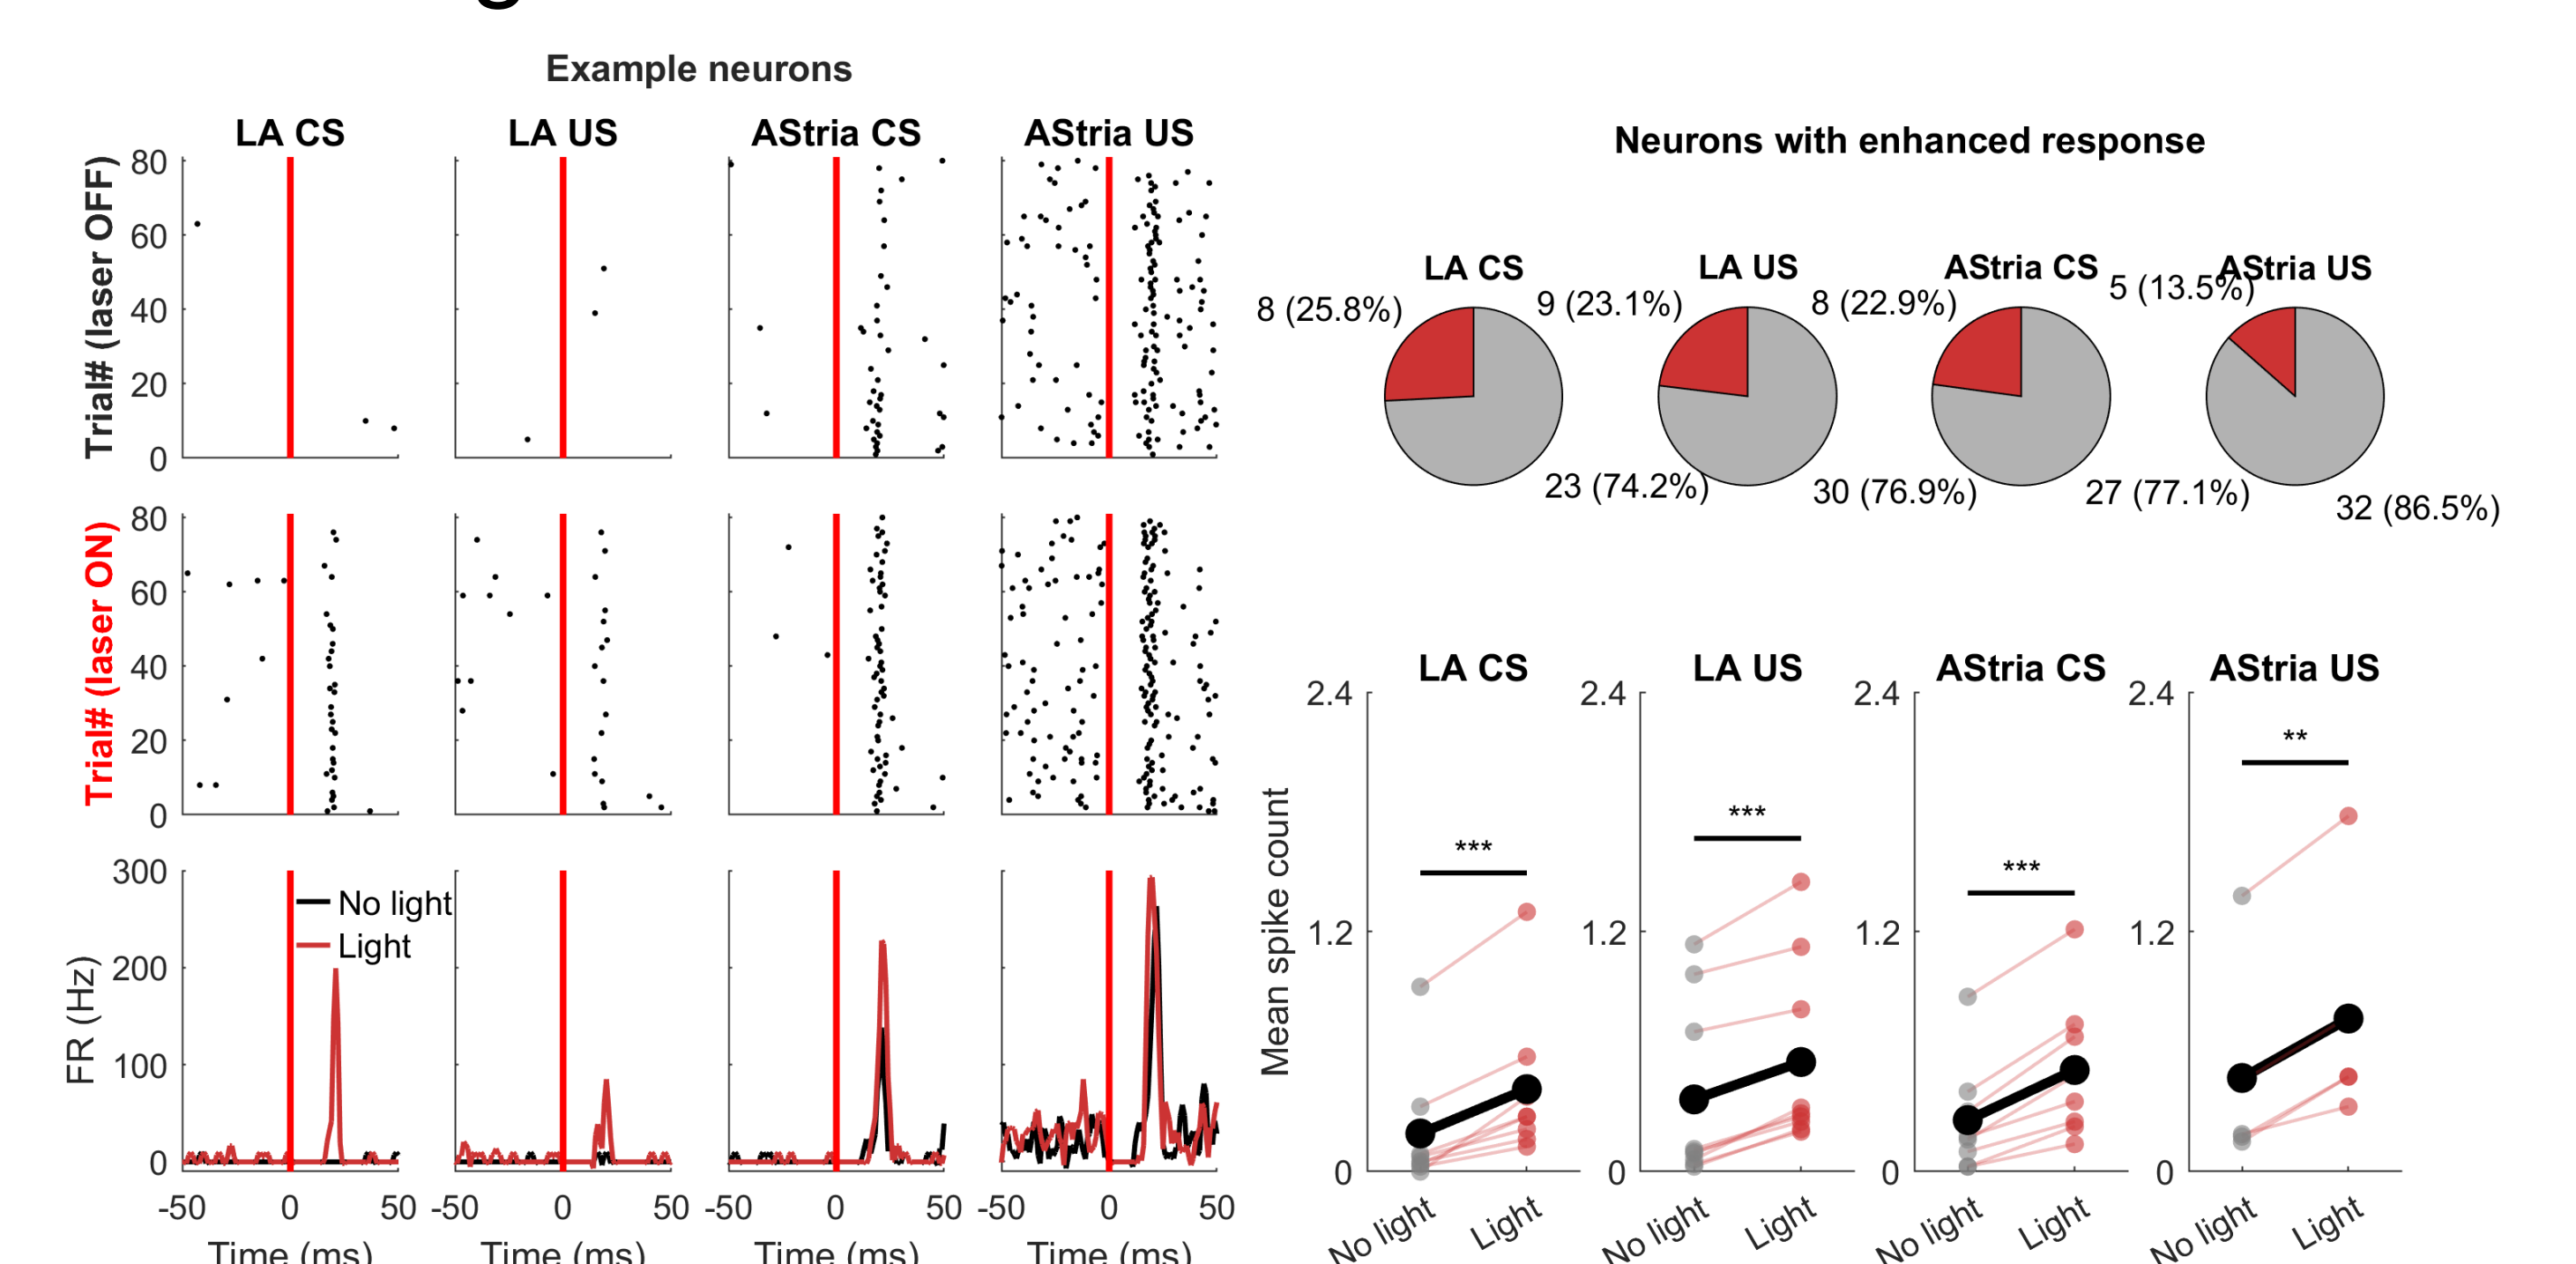 Example neurons
LA CS
LA US
AStria CS
AStria US
Trial# (laser OFF)
80
60
40
20
0
Trial# (laser ON)
80
60
40
20
0
FR (Hz)
300
200
100
0
No light
Light
-50 0 50
-50 0 50
-50 0 50
-50 0 50
Time (ms)
Time (ms)
Time (ms)
Time (ms)
Neurons with enhanced response
LA CS
8 (25.8%)
23 (74.2%)
LA US
9 (23.1%)
30 (76.9%)
AStria CS
8 (22.9%)
27 (77.1%)
AStria US
5 (13.5%)
32 (86.5%)
Mean spike count
LA CS
2.4
1.2
0
***
No light
Light
LA US
2.4
1.2
0
***
No light
Light
AStria CS
2.4
1.2
0
***
No light
Light
AStria US
2.4
1.2
0
**
No light
Light